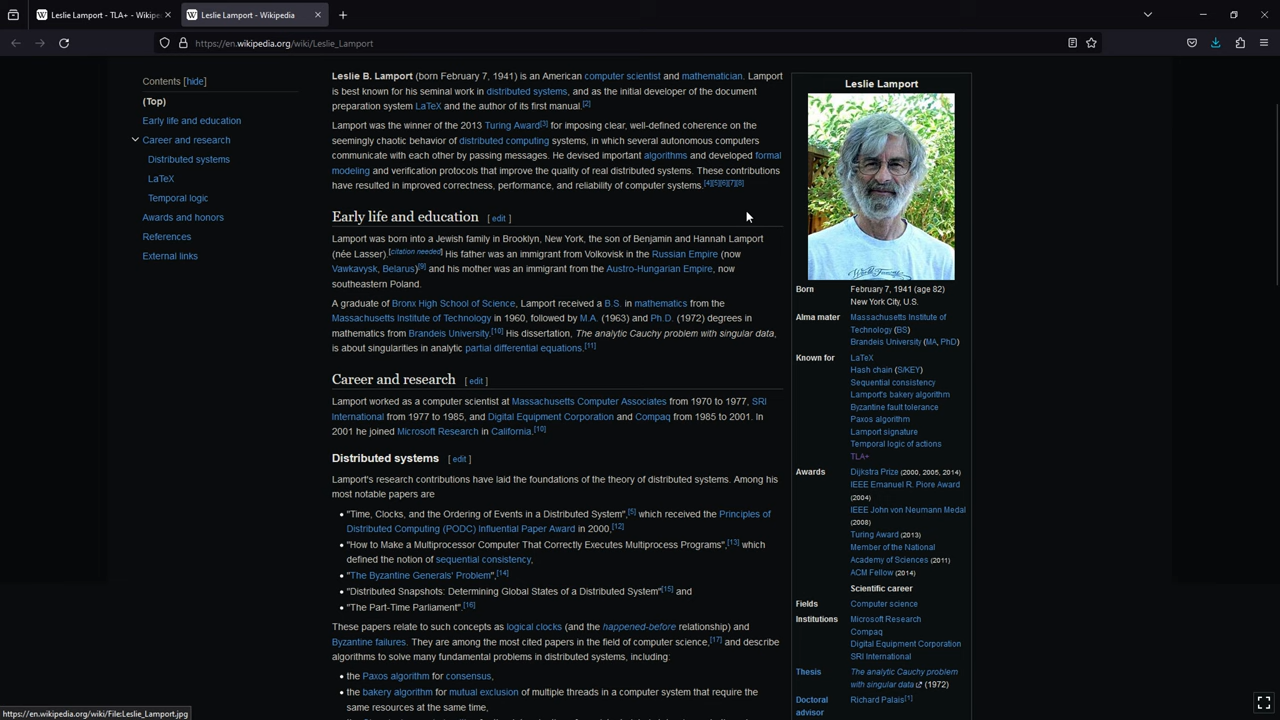 Leslie Lamport - TLA+ - Wikipe
Leslie Lamport - Wikipedia
https://en.wikipedia.org/wiki/Leslie_Lamport
Contents [hide]
(Top)
Early life and education
Career and research
Distributed systems
LaTeX
Temporal logic
Awards and honors
References
External links
Leslie B. Lamport (born February 7, 1941) is an American computer scientist and mathematician. Lamport
is best known for his seminal work in distributed systems, and as the initial developer of the document
preparation system LaTeX and the author of its first manual.[2]
Lamport was the winner of the 2013 Turing Award[3] for imposing clear, well-defined coherence on the
seemingly chaotic behavior of distributed computing systems, in which several autonomous computers
communicate with each other by passing messages. He devised important algorithms and developed formal
modeling and verification protocols that improve the quality of real distributed systems. These contributions
have resulted in improved correctness, performance, and reliability of computer systems.[4][5][6][7][8]
Early life and education [ edit ]
Lamport was born into a Jewish family in Brooklyn, New York, the son of Benjamin and Hannah Lamport
(née Lasser).[citation needed] His father was an immigrant from Volkovisk in the Russian Empire (now
Vawkavysk, Belarus)[9] and his mother was an immigrant from the Austro-Hungarian Empire, now
southeastern Poland.
A graduate of Bronx High School of Science, Lamport received a B.S. in mathematics from the
Massachusetts Institute of Technology in 1960, followed by M.A. (1963) and Ph.D. (1972) degrees in
mathematics from Brandeis University.[10] His dissertation, The analytic Cauchy problem with singular data,
is about singularities in analytic partial differential equations.[11]
Career and research [ edit ]
Lamport worked as a computer scientist at Massachusetts Computer Associates from 1970 to 1977, SRI
International from 1977 to 1985, and Digital Equipment Corporation and Compaq from 1985 to 2001. In
2001 he joined Microsoft Research in California.[10]
Distributed systems [ edit ]
Lamport's research contributions have laid the foundations of the theory of distributed systems. Among his
most notable papers are
• "Time, Clocks, and the Ordering of Events in a Distributed System",[5] which received the Principles of
Distributed Computing (PODC) Influential Paper Award in 2000,[12]
• "How to Make a Multiprocessor Computer That Correctly Executes Multiprocess Programs",[13] which
defined the notion of sequential consistency,
• "The Byzantine Generals' Problem",[14]
• "Distributed Snapshots: Determining Global States of a Distributed System"[15] and
• "The Part-Time Parliament".[16]
These papers relate to such concepts as logical clocks (and the happened-before relationship) and
Byzantine failures. They are among the most cited papers in the field of computer science,[17] and describe
algorithms to solve many fundamental problems in distributed systems, including:
• the Paxos algorithm for consensus,
• the bakery algorithm for mutual exclusion of multiple threads in a computer system that require the
same resources at the same time,
Leslie Lamport
Born February 7, 1941 (age 82)
New York City, U.S.
Alma mater Massachusetts Institute of
Technology (BS)
Brandeis University (MA, PhD)
Known for LaTeX
Hash chain (S/KEY)
Sequential consistency
Lamport's bakery algorithm
Byzantine fault tolerance
Paxos algorithm
Lamport signature
Temporal logic of actions
TLA+
Awards Dijkstra Prize (2000, 2005, 2014)
IEEE Emanuel R. Piore Award
(2004)
IEEE John von Neumann Medal
(2008)
Turing Award (2013)
Member of the National
Academy of Sciences (2011)
ACM Fellow (2014)
Scientific career
Fields Computer science
Institutions Microsoft Research
Compaq
Digital Equipment Corporation
SRI International
Thesis The analytic Cauchy problem
with singular data (1972)
Doctoral Richard Palais[1]
advisor
https://en.wikipedia.org/wiki/File:Leslie_Lamport.jpg